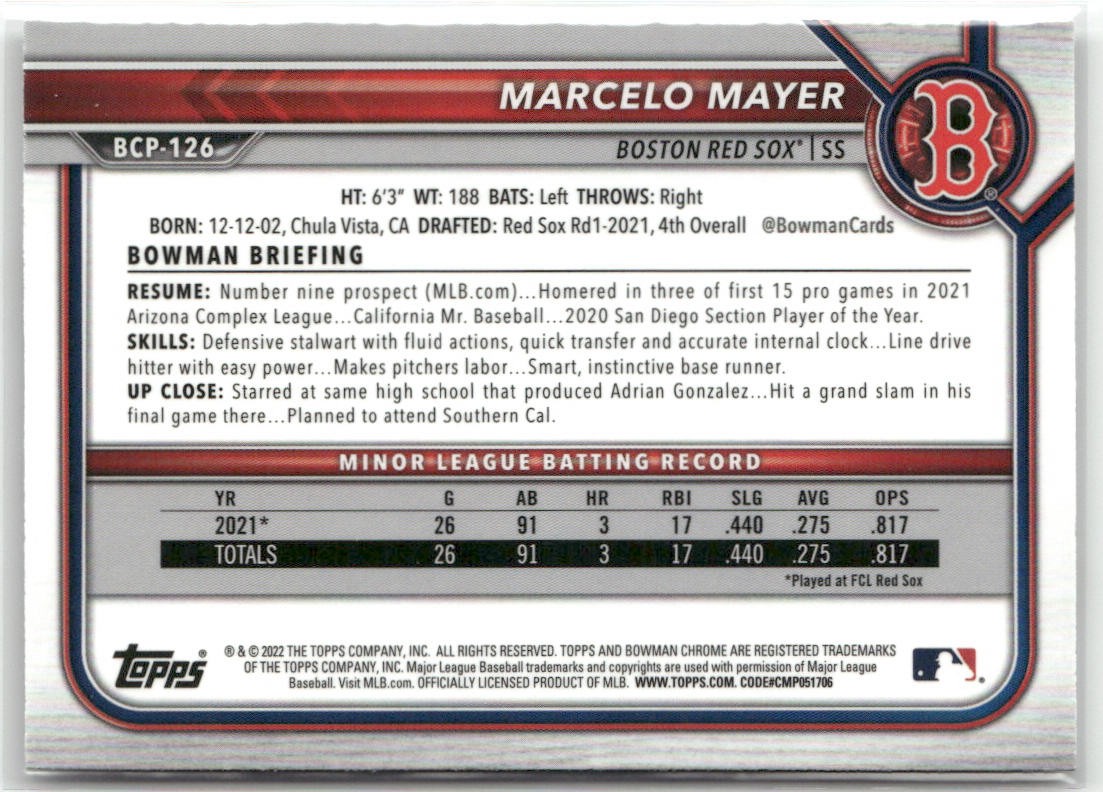 MARCELO MAYER
BCP-126
BOSTON RED SOX® | SS
B
®
HT: 6'3" WT: 188 BATS: Left THROWS: Right
BORN: 12-12-02, Chula Vista, CA DRAFTED: Red Sox Rd1-2021, 4th Overall @BowmanCards
BOWMAN BRIEFING
RESUME: Number nine prospect (MLB.com)...Homered in three of first 15 pro games in 2021
Arizona Complex League...California Mr. Baseball...2020 San Diego Section Player of the Year.
SKILLS: Defensive stalwart with fluid actions, quick transfer and accurate internal clock...Line drive
hitter with easy power...Makes pitchers labor...Smart, instinctive base runner.
UP CLOSE: Starred at same high school that produced Adrian Gonzalez...Hit a grand slam in his
final game there...Planned to attend Southern Cal.
MINOR LEAGUE BATTING RECORD
YR G AB HR RBI SLG AVG OPS
2021* 26 91 3 17 .440 .275 .817
TOTALS 26 91 3 17 .440 .275 .817
*Played at FCL Red Sox
topps®
® & © 2022 THE TOPPS COMPANY, INC. ALL RIGHTS RESERVED. TOPPS AND BOWMAN CHROME ARE REGISTERED TRADEMARKS
OF THE TOPPS COMPANY, INC. Major League Baseball trademarks and copyrights are used with permission of Major League
Baseball. Visit MLB.com. OFFICIALLY LICENSED PRODUCT OF MLB. WWW.TOPPS.COM. CODE#CMP051706